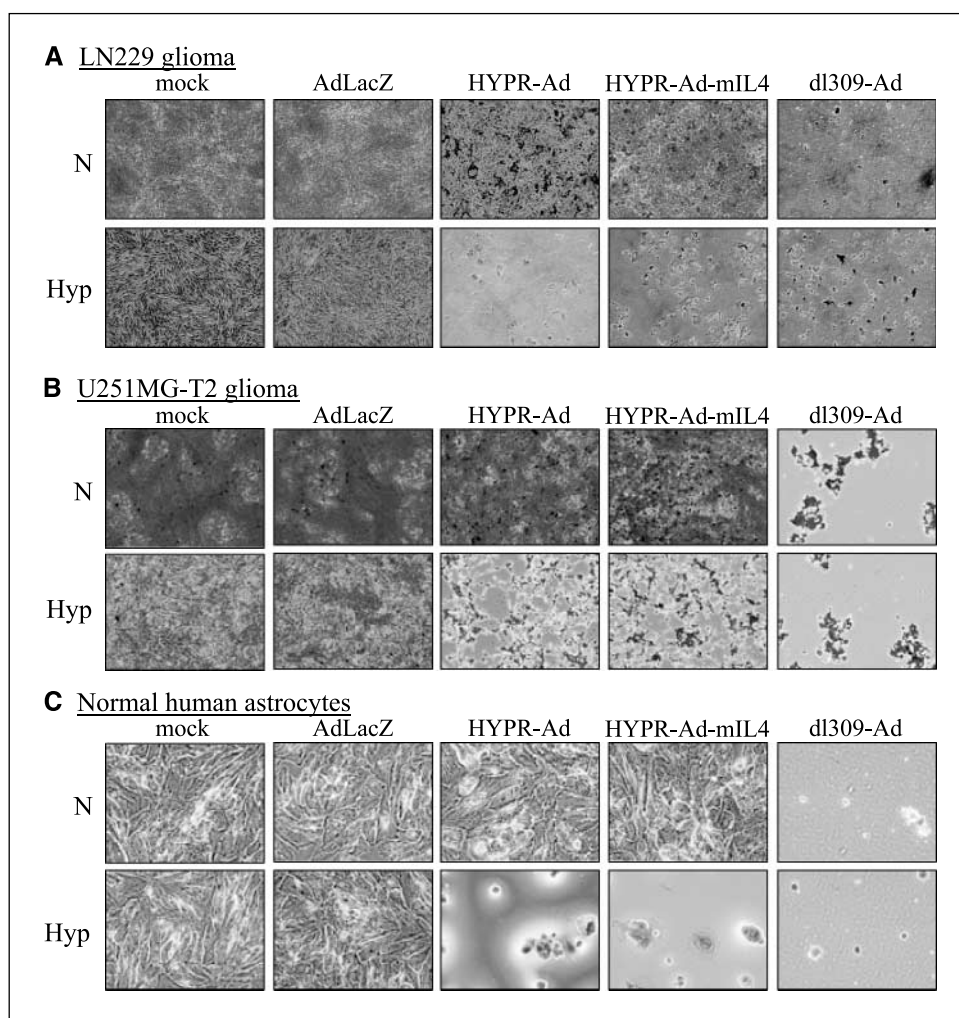 A LN229 glioma
mock AdLacZ HYPR-Ad HYPR-Ad-mIL4 dl309-Ad
N
Hyp
B U251MG-T2 glioma
mock AdLacZ HYPR-Ad HYPR-Ad-mIL4 dl309-Ad
N
Hyp
C Normal human astrocytes
mock AdLacZ HYPR-Ad HYPR-Ad-mIL4 dl309-Ad
N
Hyp